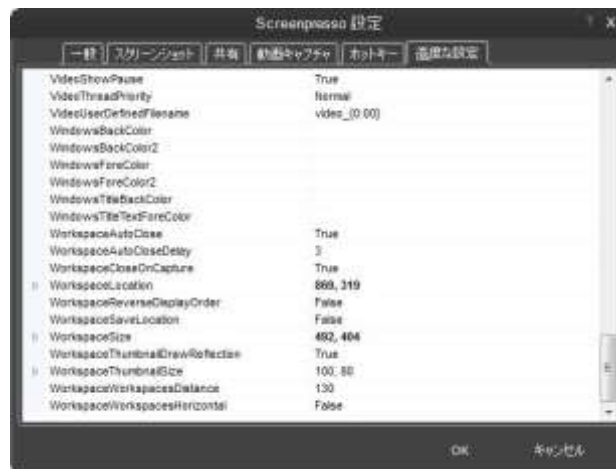 Screenpresso 設定
? X
一般 スクリーンショット 共有 動画キャプチャ ホットキー 高度な設定
VideoShowPause True
VideoThreadPriority Normal
VideoUserDefinedFilename video_{0:00}
WindowsBackColor
WindowsBackColor2
WindowsForeColor
WindowsForeColor2
WindowsTitleBackColor
WindowsTitleTextForeColor
WorkspaceAutoClose True
WorkspaceAutoCloseDelay 3
WorkspaceCloseOnCapture True
WorkspaceLocation 869, 319
WorkspaceReverseDisplayOrder False
WorkspaceSaveLocation False
WorkspaceSize 492, 404
WorkspaceThumbnailDrawReflection True
WorkspaceThumbnailSize 100, 80
WorkspaceWorkspacesDistance 130
WorkspaceWorkspacesHorizontal False
OK キャンセル